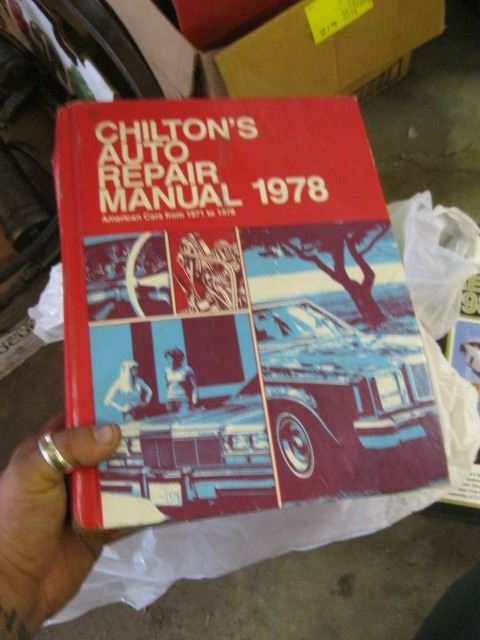 CHILTON'S
AUTO
REPAIR
MANUAL 1978
American Cars from 1971 to 1978